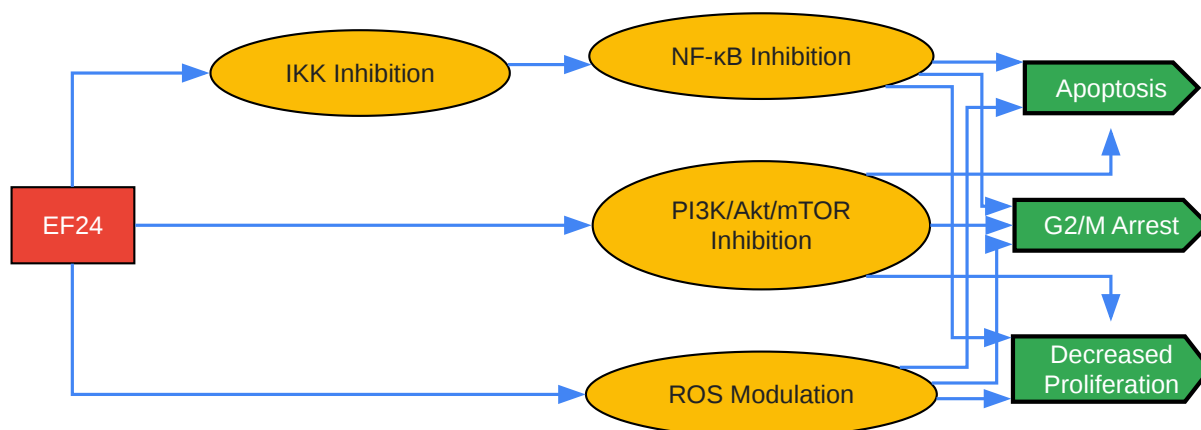 IKK Inhibition
NF-κB Inhibition
Apoptosis
EF24
PI3K/Akt/mTOR
Inhibition
G2/M Arrest
ROS Modulation
Decreased
Proliferation